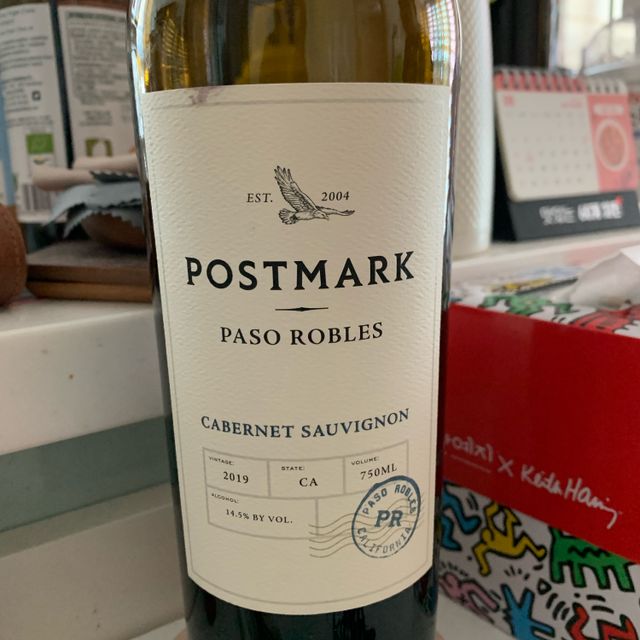 EST. 2004
POSTMARK
PASO ROBLES
CABERNET SAUVIGNON
VINTAGE: STATE: VOLUME:
2019 CA 750ML
ALCOHOL:
14.5% BY VOL.
PASO ROBLES
PR
CALIFORNIA
X Keith Haring